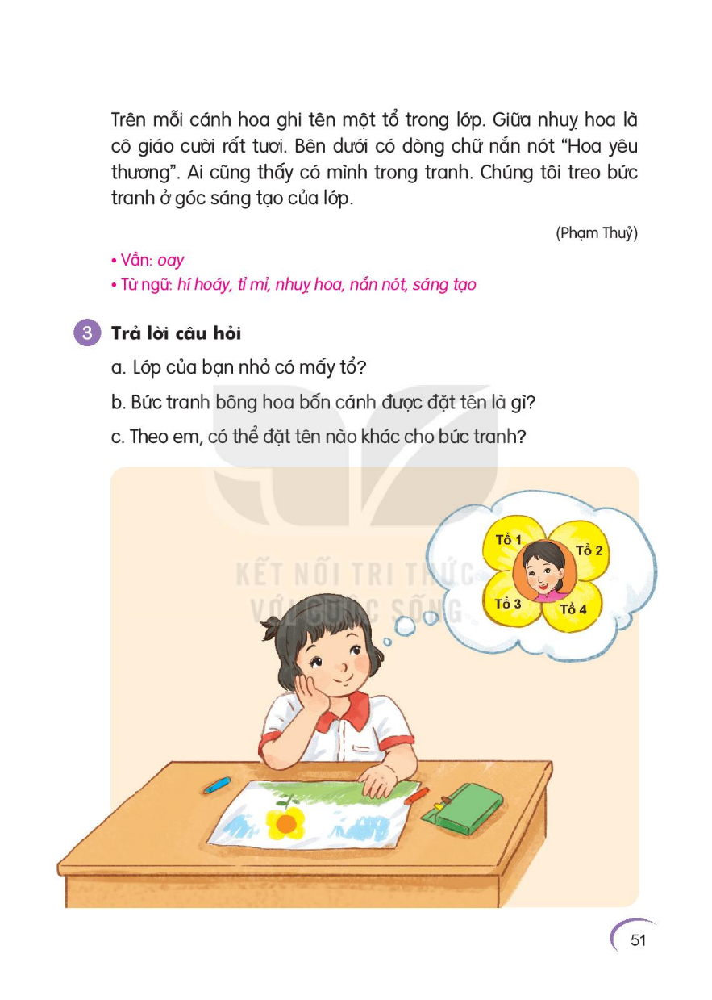 Trên mỗi cánh hoa ghi tên một tổ trong lớp. Giữa nhuỵ hoa là
cô giáo cười rất tươi. Bên dưới có dòng chữ nắn nót “Hoa yêu
thương”. Ai cũng thấy có mình trong tranh. Chúng tôi treo bức
tranh ở góc sáng tạo của lớp.
(Phạm Thuỷ)
• Vần: oay
• Từ ngữ: hí hoáy, tỉ mỉ, nhuỵ hoa, nắn nót, sáng tạo
3 Trả lời câu hỏi
a. Lớp của bạn nhỏ có mấy tổ?
b. Bức tranh bông hoa bốn cánh được đặt tên là gì?
c. Theo em, có thể đặt tên nào khác cho bức tranh?
Tổ 1
Tổ 2
Tổ 3
Tổ 4
KẾT NỐI TRI THỨC
VỚI CUỘC SỐNG
51